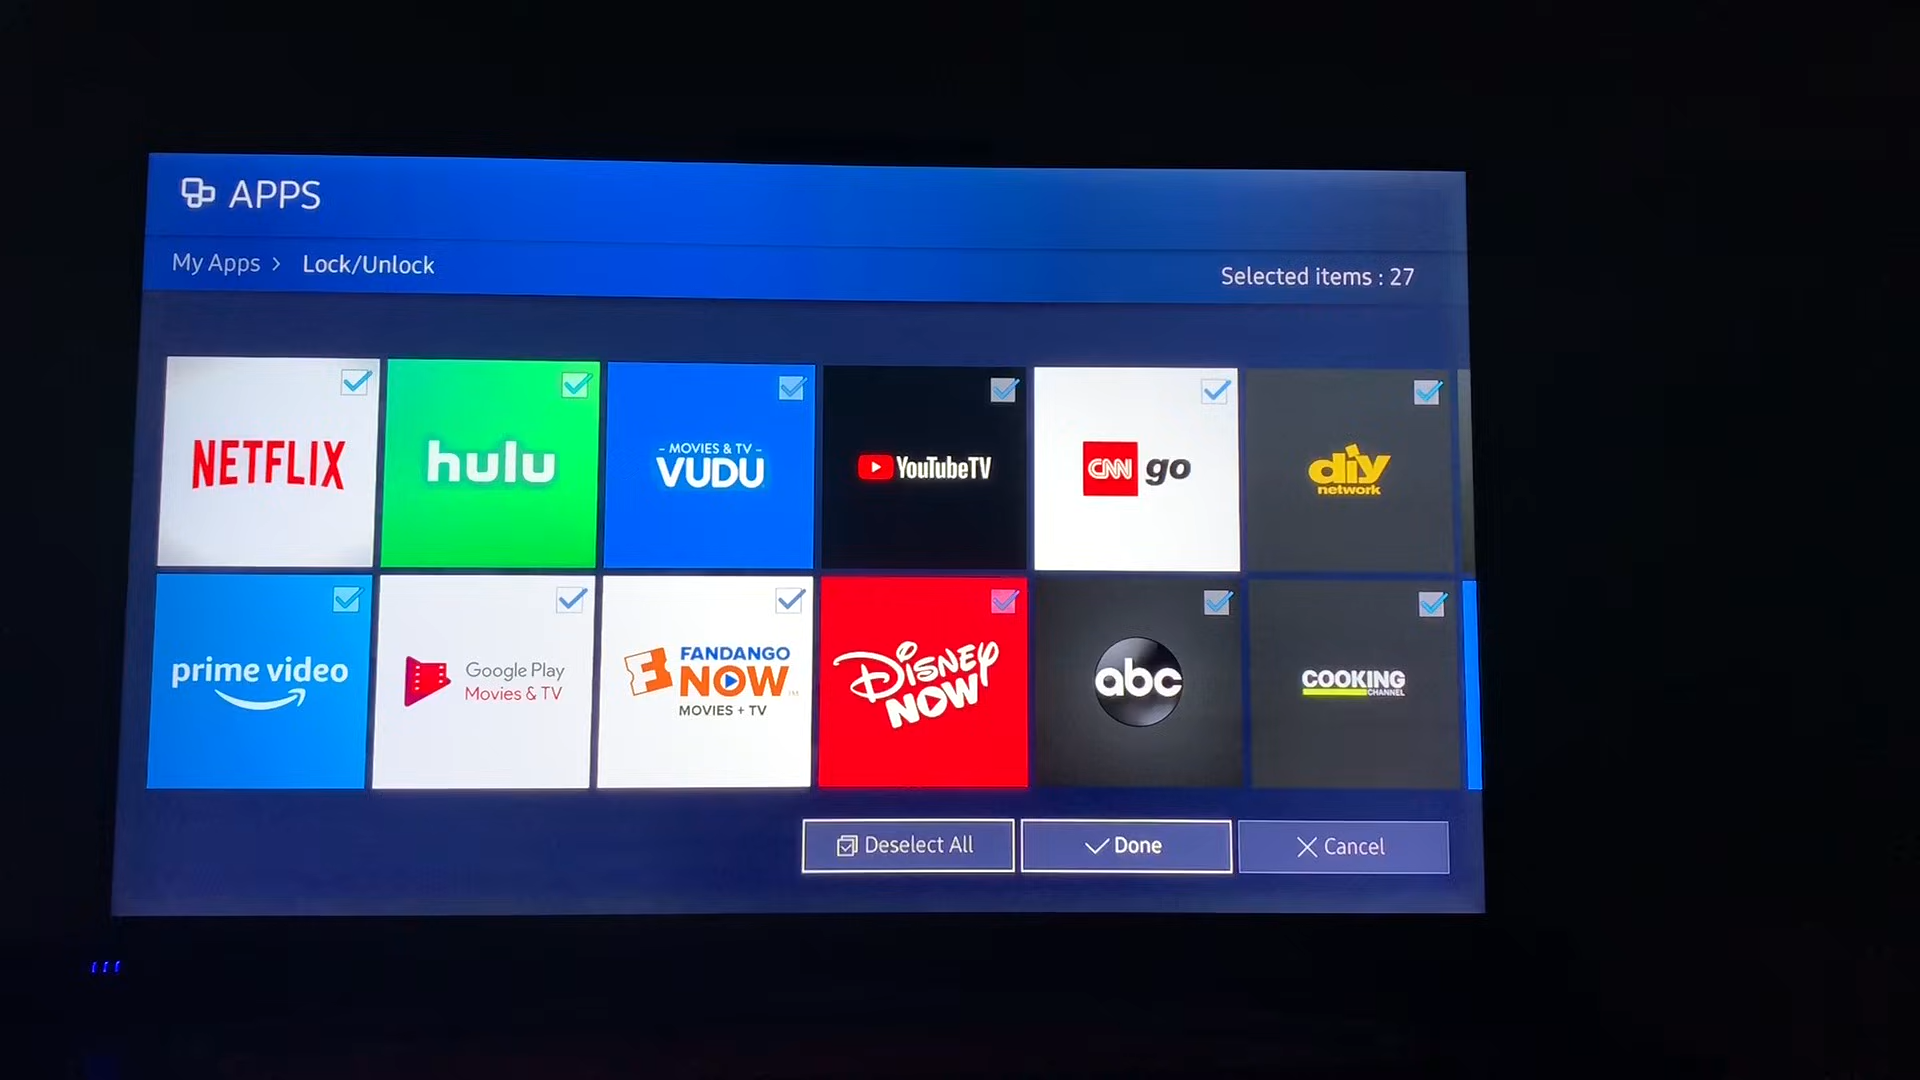 APPS
My Apps > Lock/Unlock
Selected items : 27
NETFLIX
hulu
- MOVIES & TV -
VUDU
YouTubeTV
CNN go
diy
network
prime video
Google Play
Movies & TV
FANDANGO
NOW
MOVIES + TV
Disney
NOW
abc
COOKING
CHANNEL
Deselect All
Done
Cancel